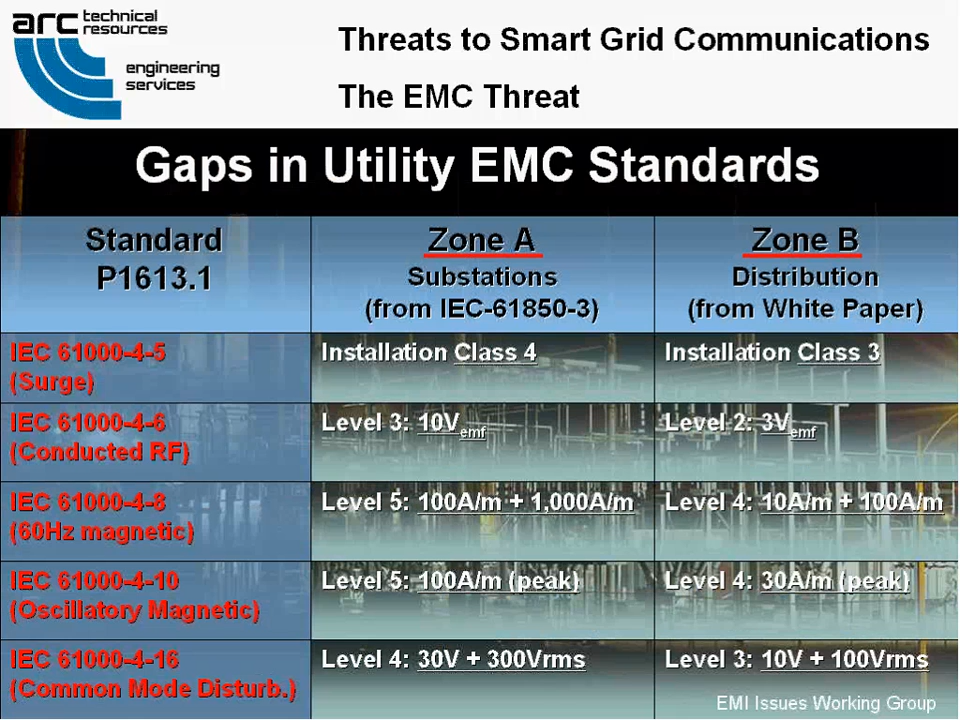 arc technical resources
engineering services
Threats to Smart Grid Communications
The EMC Threat
Gaps in Utility EMC Standards
Standard P1613.1
Zone A
Substations
(from IEC-61850-3)
Zone B
Distribution
(from White Paper)
IEC 61000-4-5
(Surge)
Installation Class 4
Installation Class 3
IEC 61000-4-6
(Conducted RF)
Level 3: 10Vemf
Level 2: 3Vemf
IEC 61000-4-8
(60Hz magnetic)
Level 5: 100A/m + 1,000A/m
Level 4: 10A/m + 100A/m
IEC 61000-4-10
(Oscillatory Magnetic)
Level 5: 100A/m (peak)
Level 4: 30A/m (peak)
IEC 61000-4-16
(Common Mode Disturb.)
Level 4: 30V + 300Vrms
Level 3: 10V + 100Vrms
EMI Issues Working Group